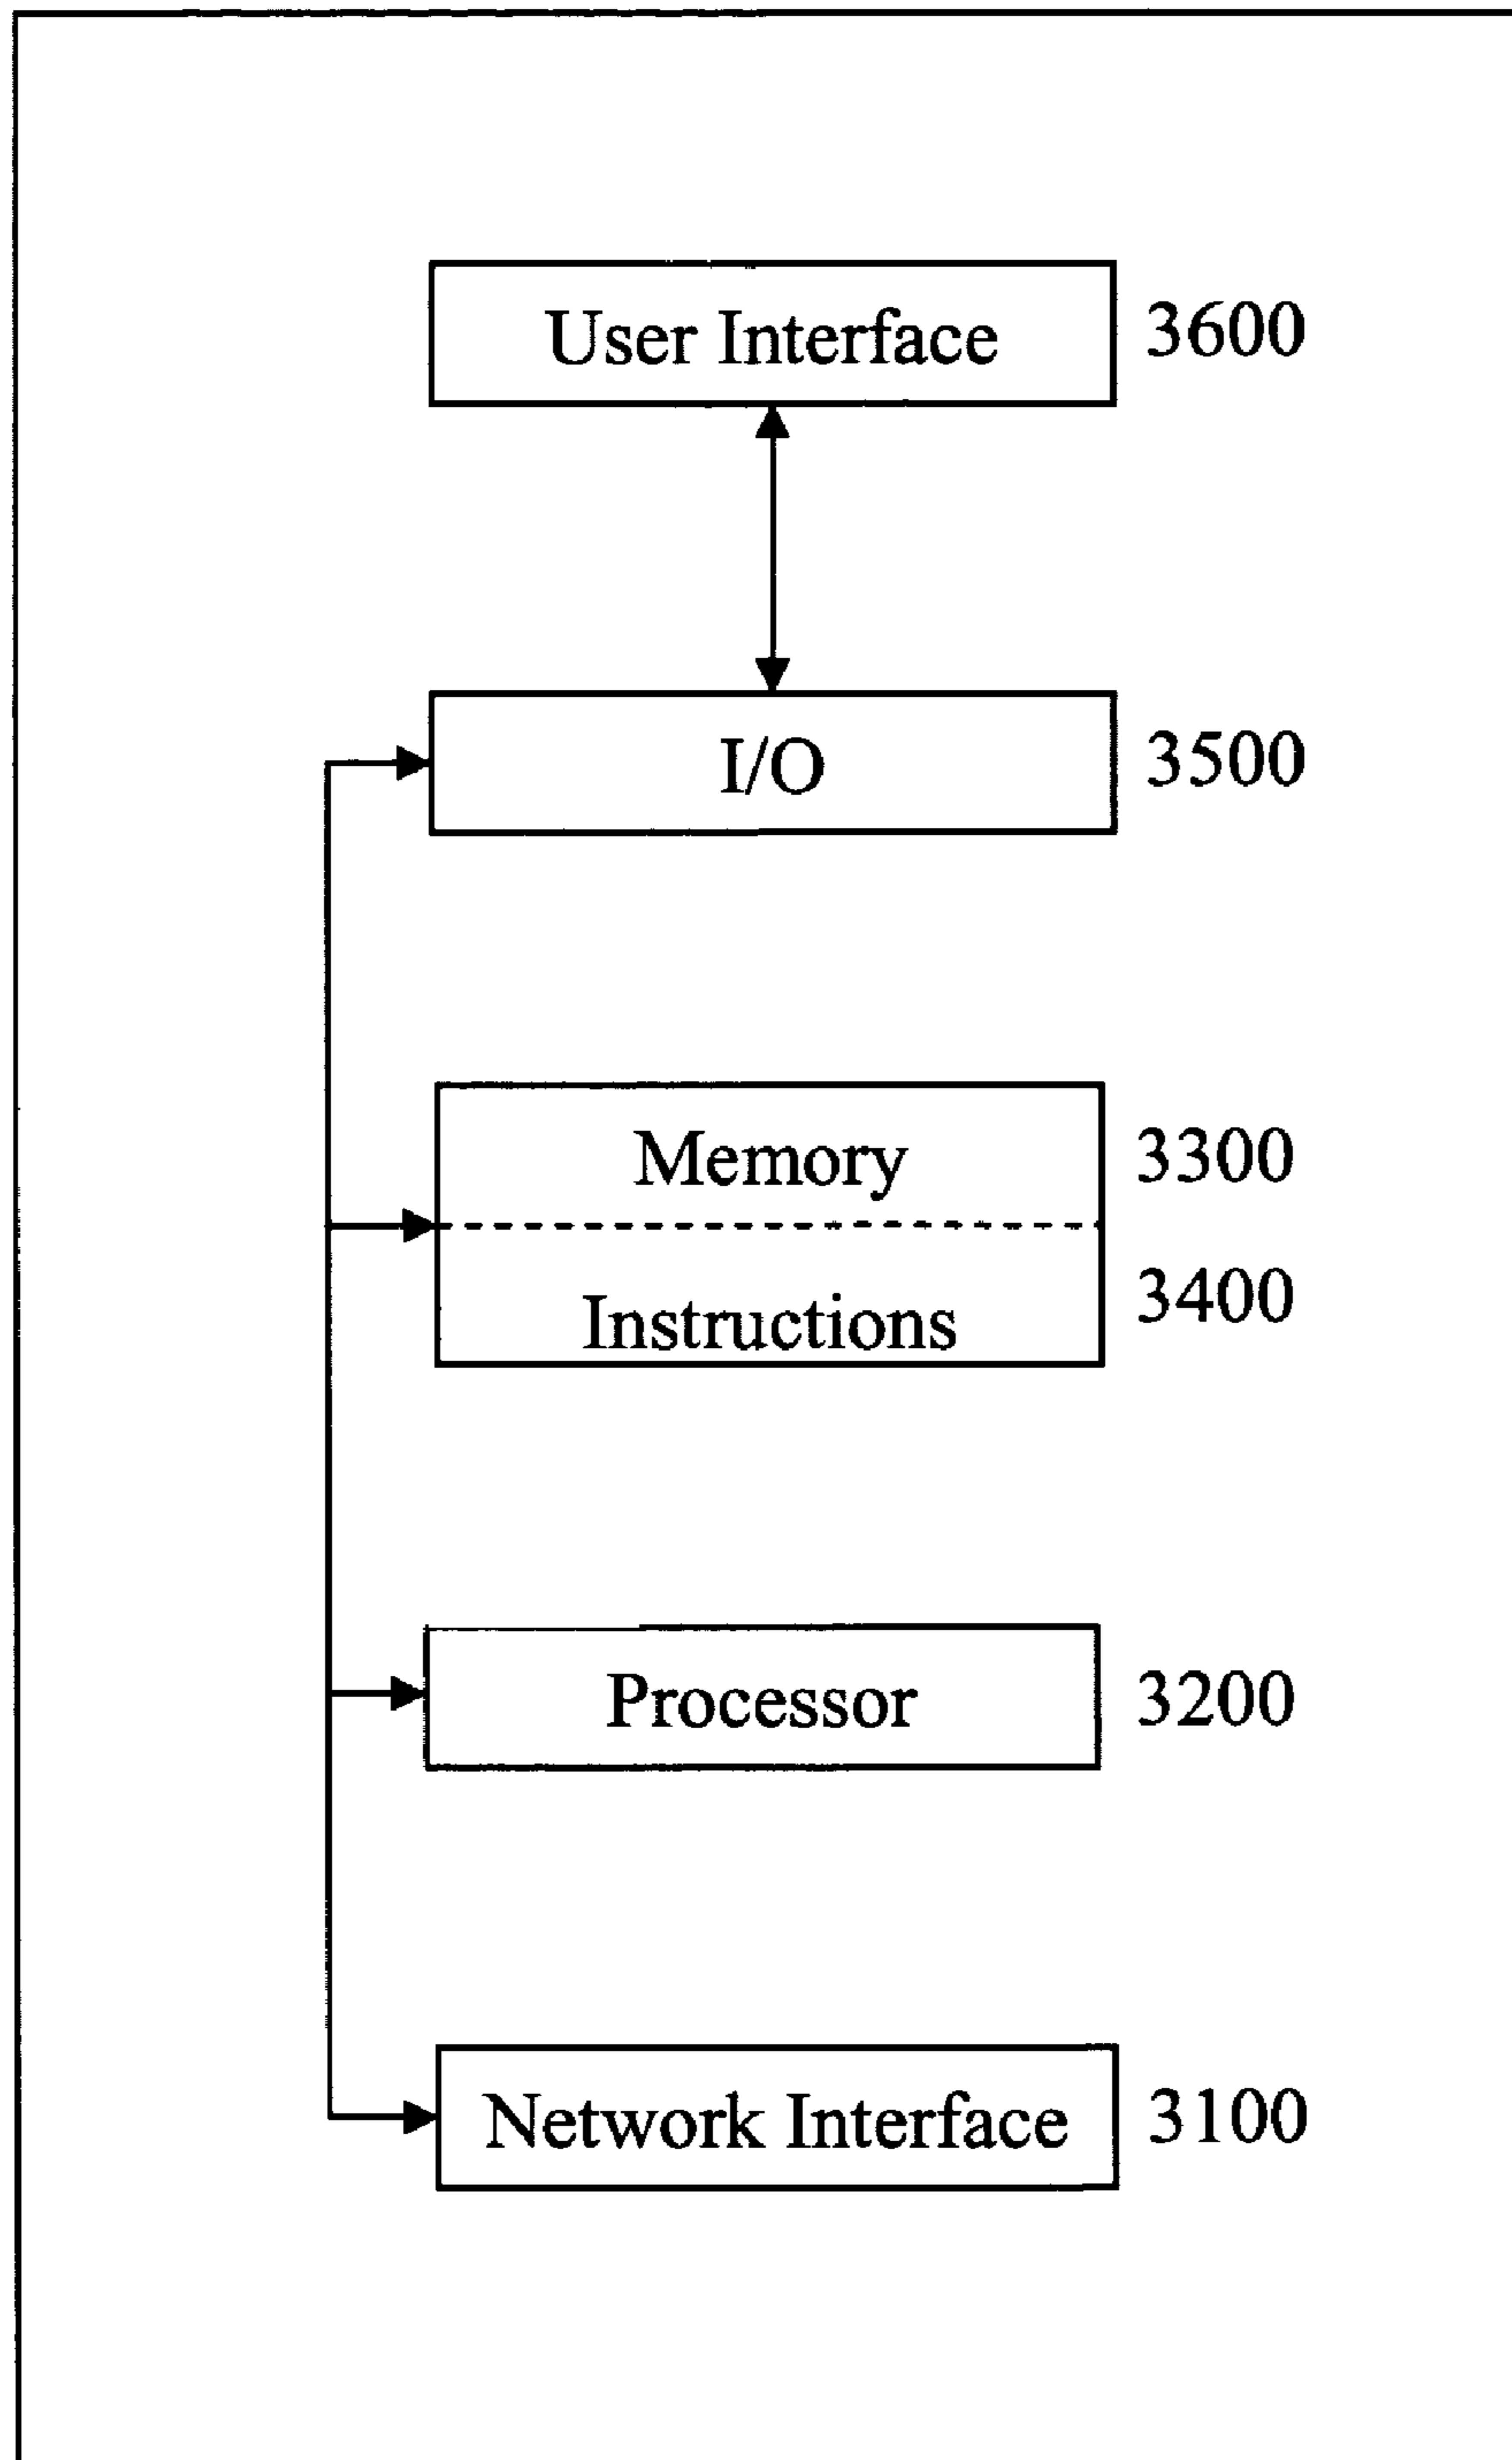 User Interface 3600
I/O 3500
Memory 3300
Instructions 3400
Processor 3200
Network Interface 3100